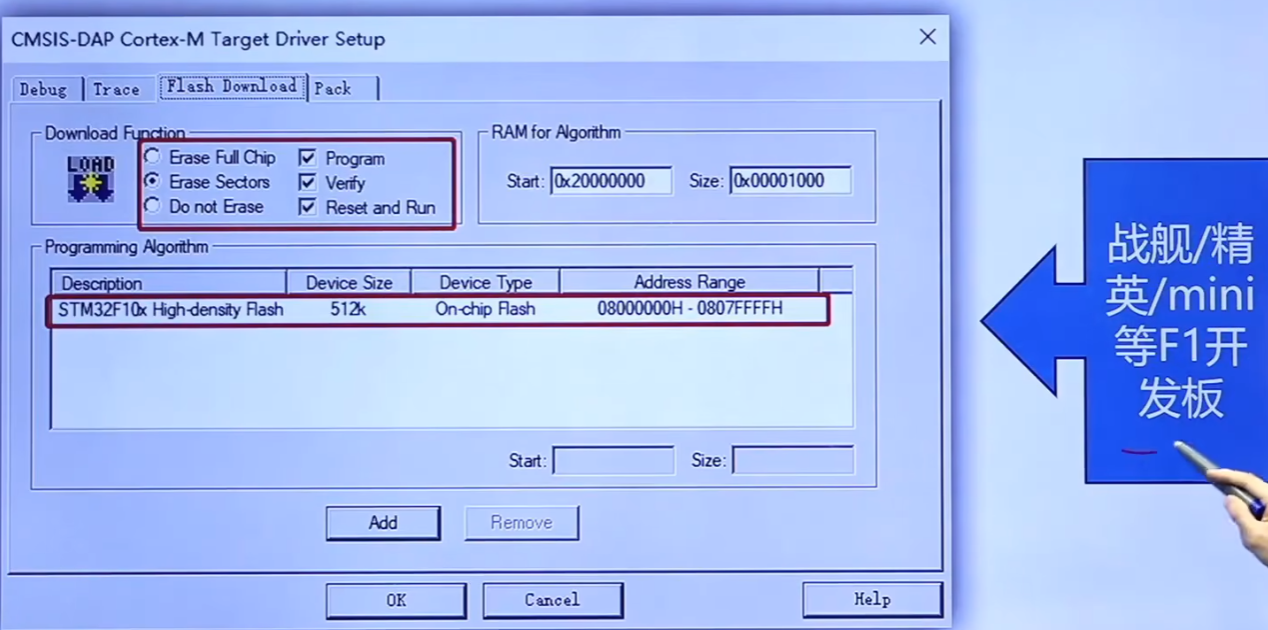 CMSIS-DAP Cortex-M Target Driver Setup
Debug Trace Flash Download Pack
Download Function
LOAD
Erase Full Chip Program
Erase Sectors Verify
Do not Erase Reset and Run
RAM for Algorithm
Start: 0x20000000 Size: 0x00001000
Programming Algorithm
Description Device Size Device Type Address Range
STM32F10x High-density Flash 512k On-chip Flash 08000000H - 0807FFFFH
Start: Size:
Add Remove
OK Cancel Help
战舰/精
英/mini
等F1开
发板